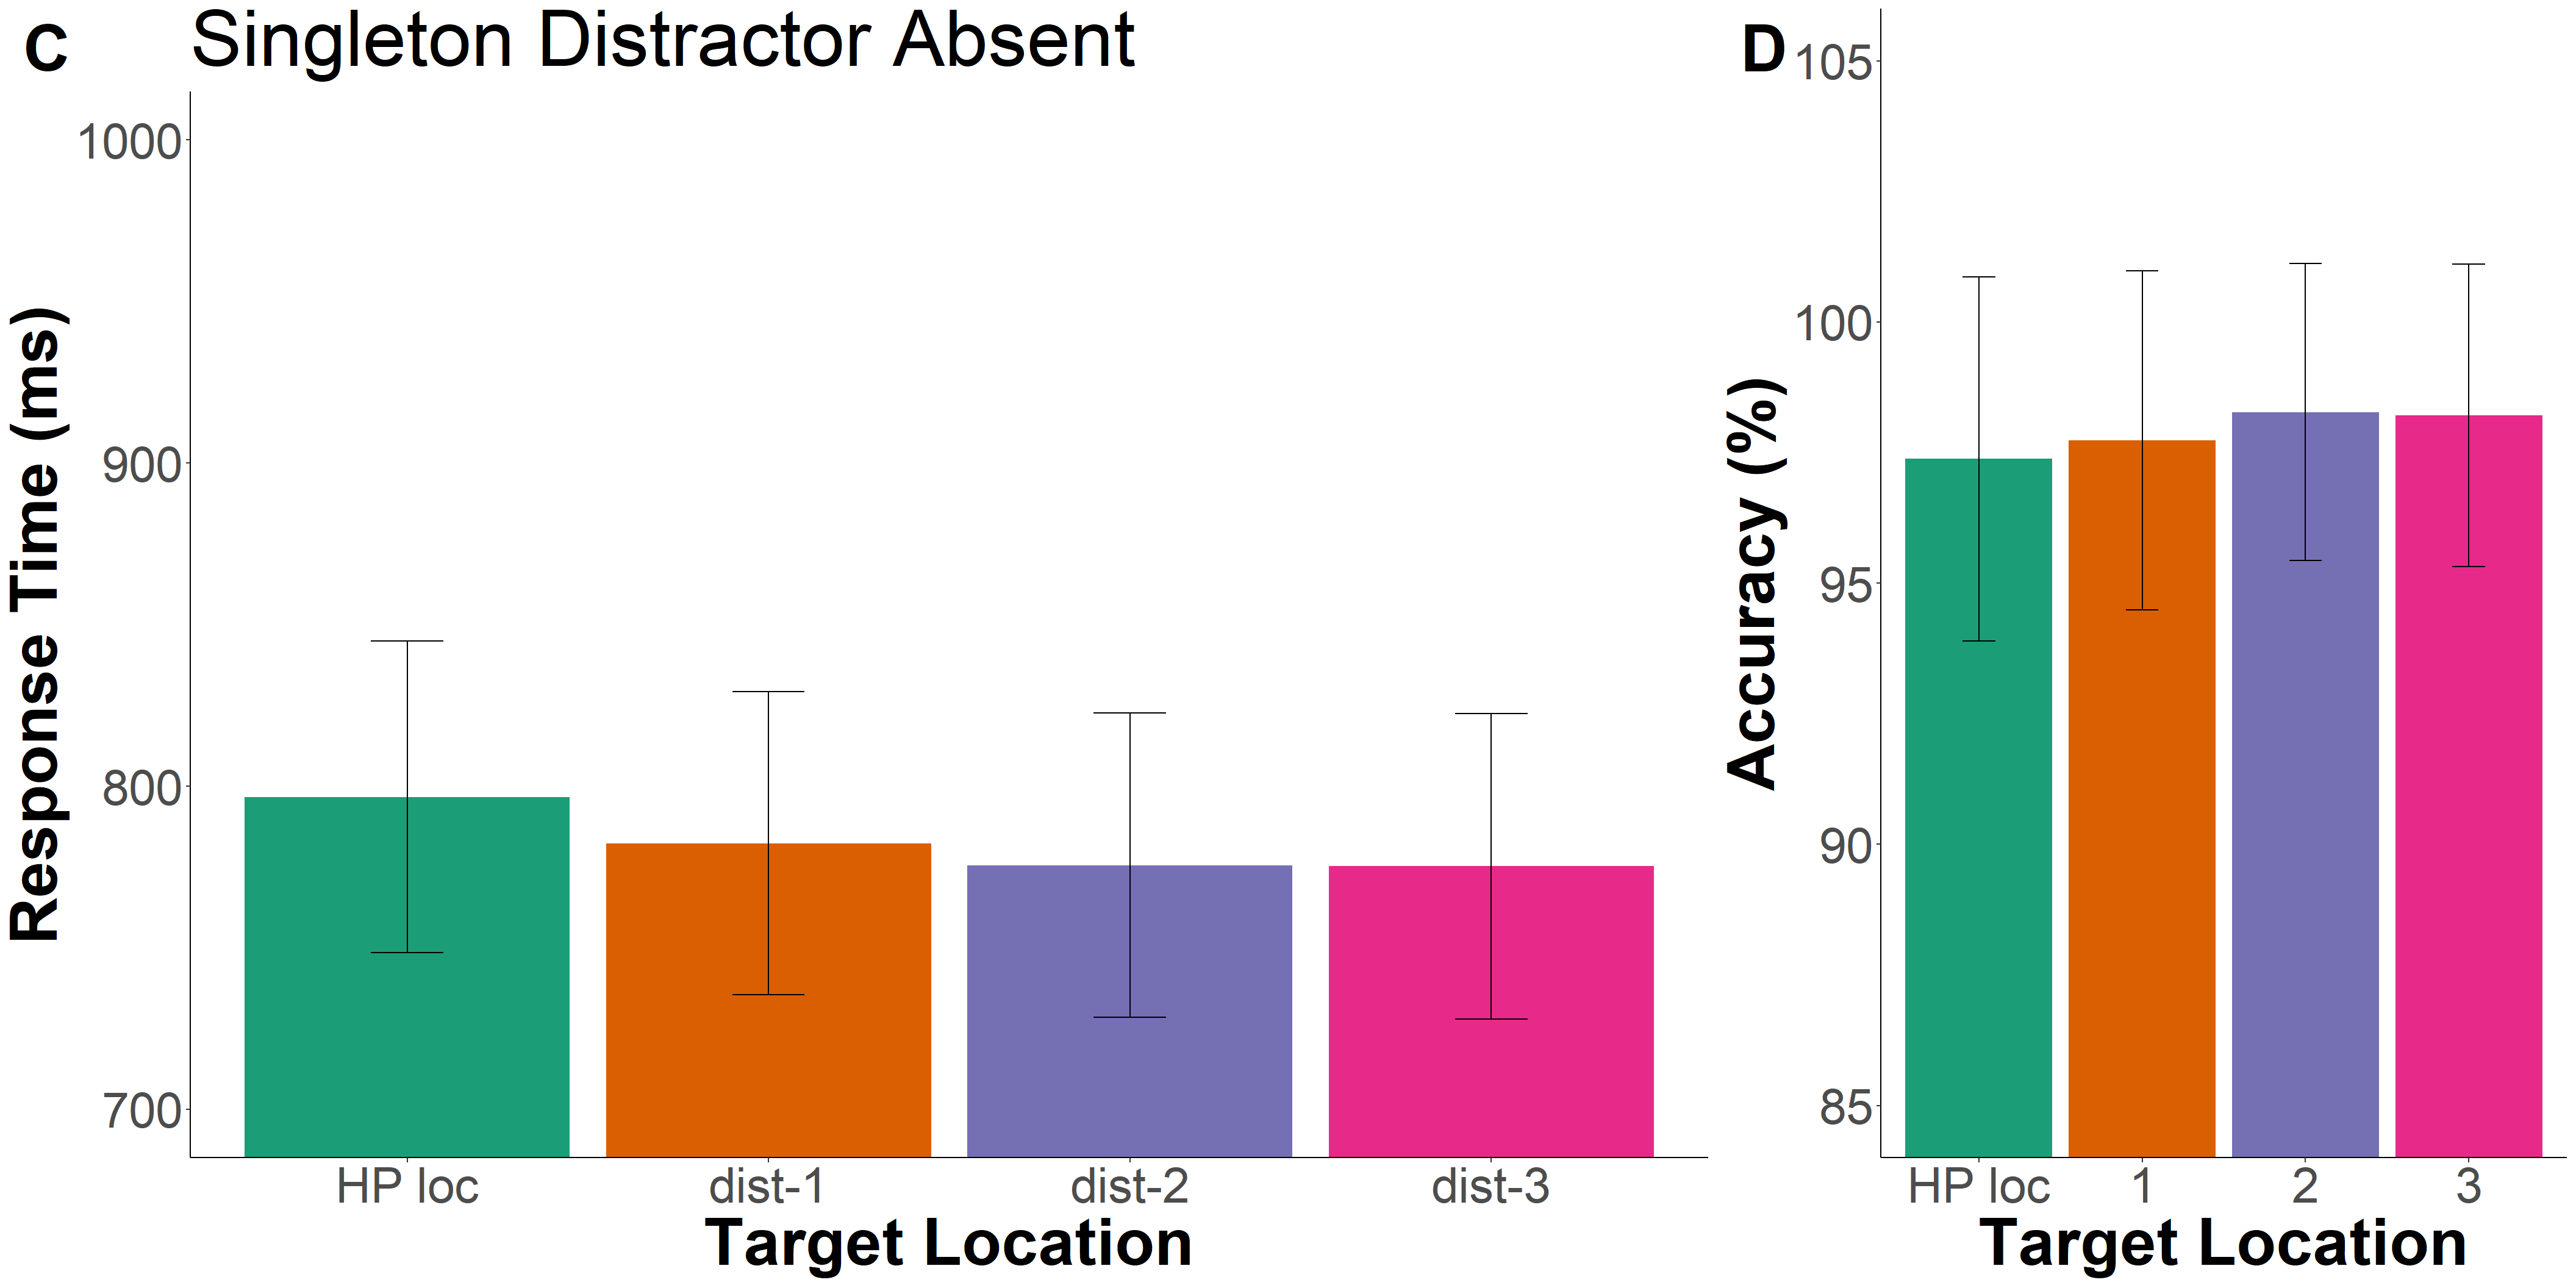 C Singleton Distractor Absent
Response Time (ms)
1000
900
800
700
HP loc dist-1 dist-2 dist-3
Target Location
D
Accuracy (%)
105
100
95
90
85
HP loc 1 2 3
Target Location